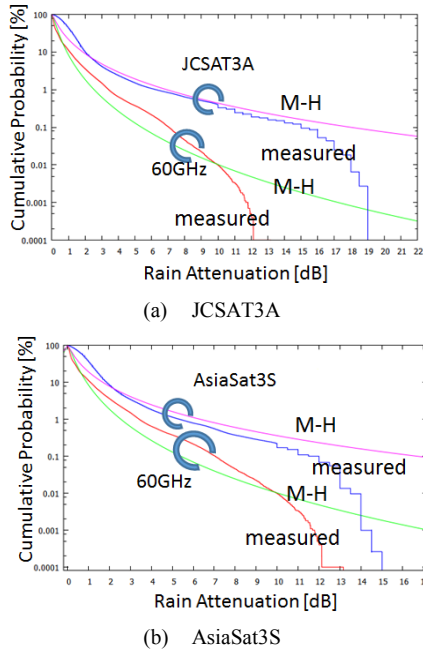 Cumulative Probability [%]
100
10
1
0.1
0.01
0.001
0.0001
JCSAT3A
M-H
measured
60GHz
M-H
measured
0 1 2 3 4 5 6 7 8 9 10 11 12 13 14 15 16 17 18 19 20 21 22
Rain Attenuation [dB]
(a) JCSAT3A
Cumulative Probability [%]
100
10
1
0.1
0.01
0.001
0.0001
AsiaSat3S
M-H
measured
60GHz
M-H
measured
0 1 2 3 4 5 6 7 8 9 10 11 12 13 14 15 16
Rain Attenuation [dB]
(b) AsiaSat3S